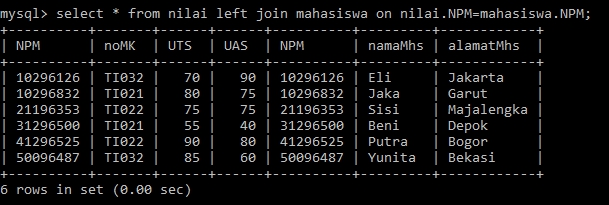 mysql> select * from nilai left join mahasiswa on nilai.NPM=mahasiswa.NPM;
+----------+-------+------+------+----------+---------+------------+
| NPM      | noMK  | UTS  | UAS  | NPM      | namaMhs | alamatMhs  |
+----------+-------+------+------+----------+---------+------------+
| 10296126 | TI032 |   70 |   90 | 10296126 | Eli     | Jakarta    |
| 10296832 | TI021 |   80 |   75 | 10296832 | Jaka    | Garut      |
| 21196353 | TI022 |   75 |   75 | 21196353 | Sisi    | Majalengka |
| 31296500 | TI021 |   55 |   40 | 31296500 | Beni    | Depok      |
| 41296525 | TI022 |   90 |   80 | 41296525 | Putra   | Bogor      |
| 50096487 | TI032 |   85 |   60 | 50096487 | Yunita  | Bekasi     |
+----------+-------+------+------+----------+---------+------------+
6 rows in set (0.00 sec)